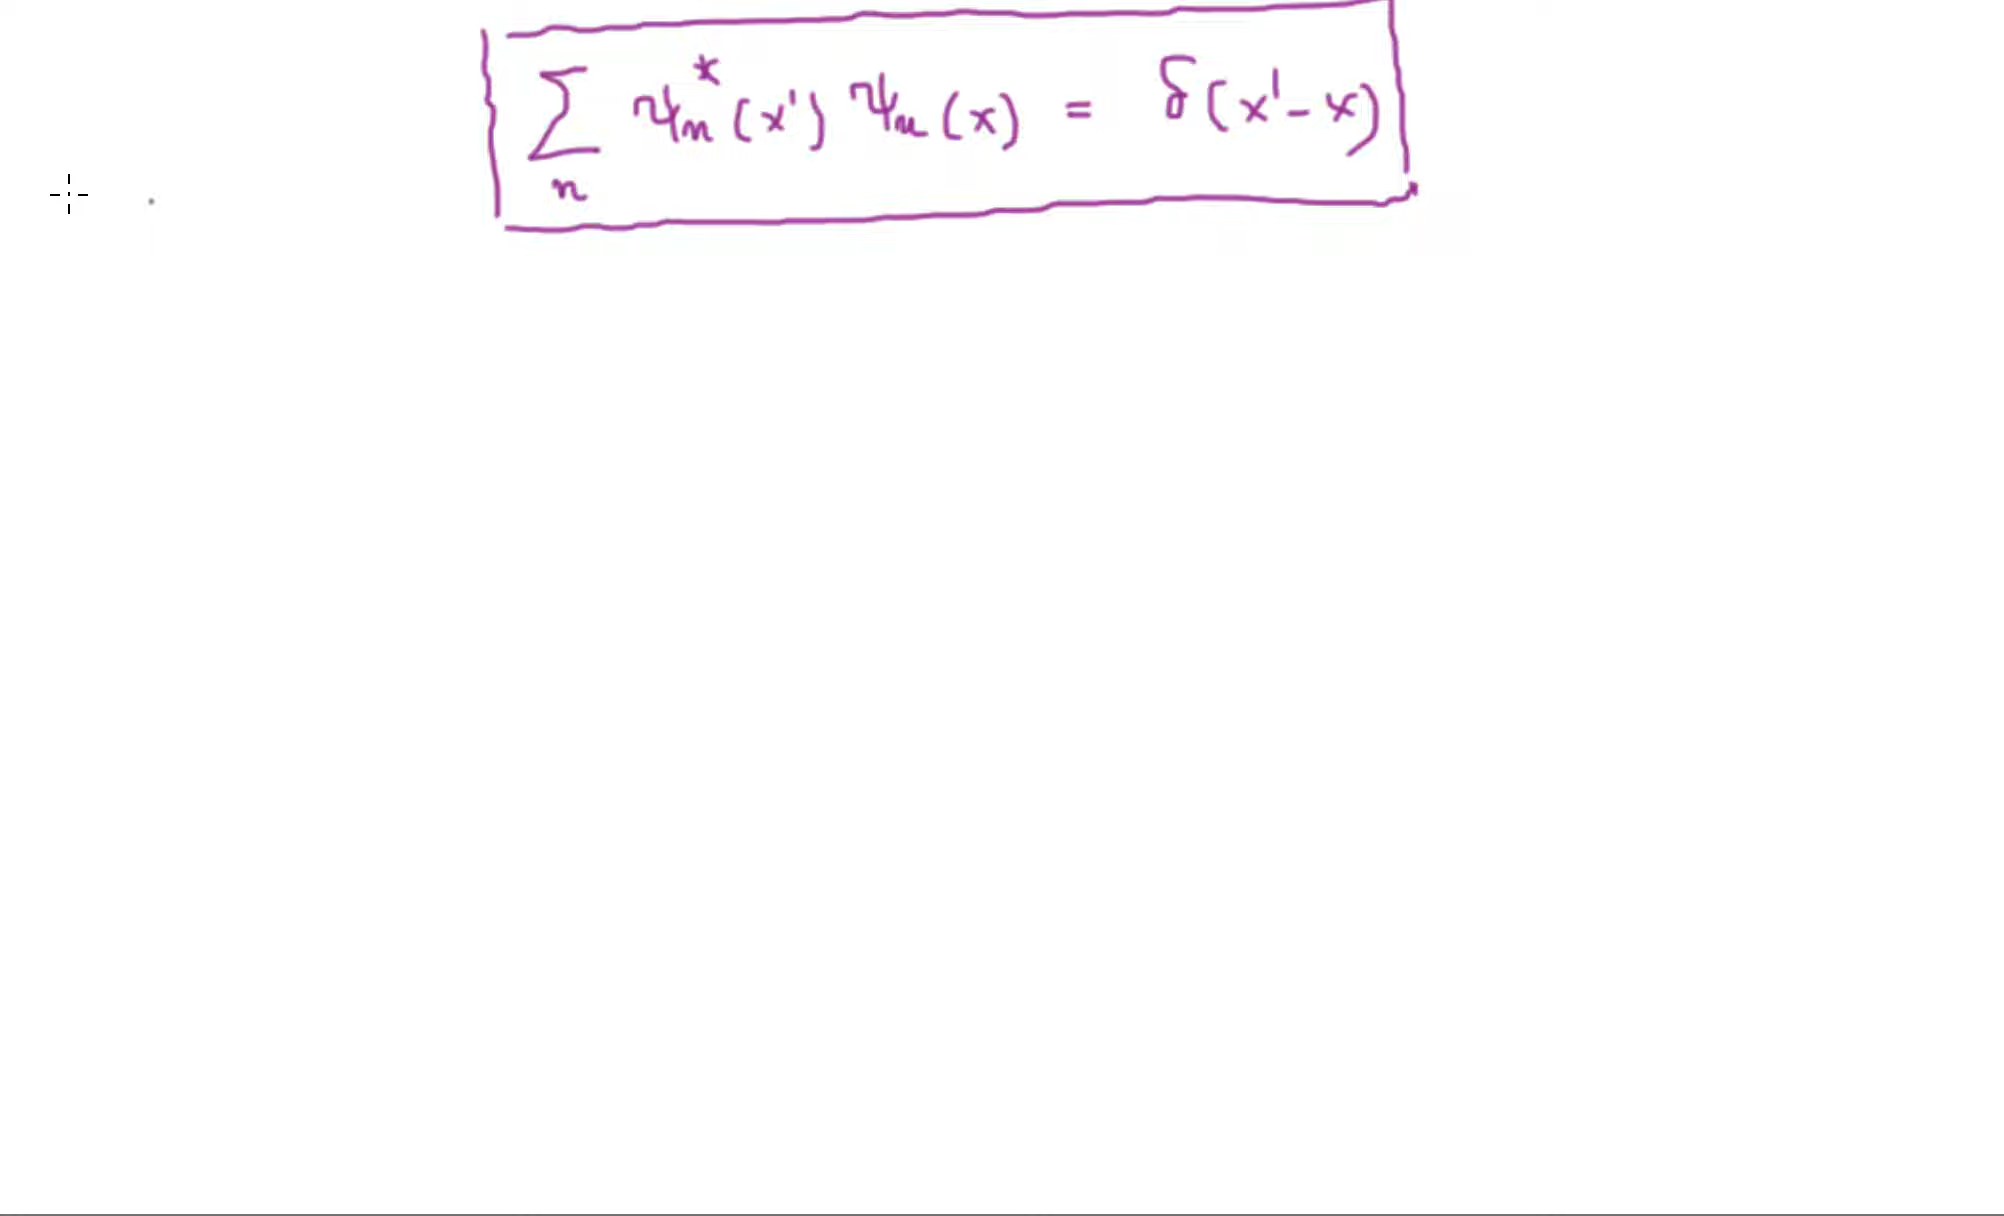 ∑ₙ ψₙ*(x') ψₙ(x) = δ(x'-x)